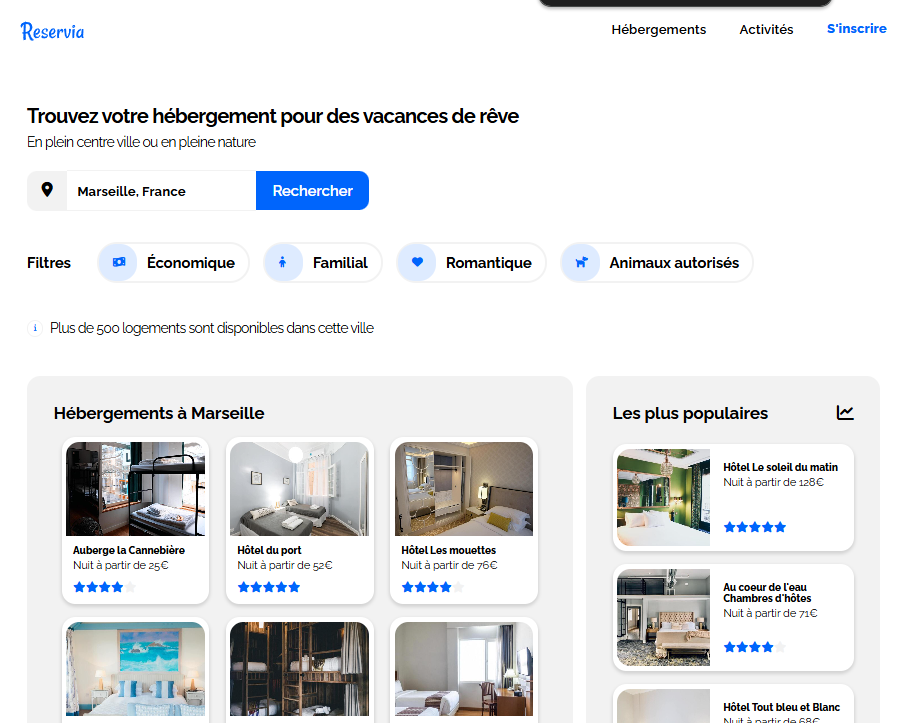 Reservia
Hébergements
Activités
S'inscrire
Trouvez votre hébergement pour des vacances de rêve
En plein centre ville ou en pleine nature
Marseille, France
Rechercher
Filtres
Économique
Familial
Romantique
Animaux autorisés
Plus de 500 logements sont disponibles dans cette ville
Hébergements à Marseille
Auberge la Cannebière
Nuit à partir de 25€
Hôtel du port
Nuit à partir de 52€
Hôtel Les mouettes
Nuit à partir de 76€
Les plus populaires
Hôtel Le soleil du matin
Nuit à partir de 128€
Au coeur de l'eau
Chambres d'hôtes
Nuit à partir de 71€
Hôtel Tout bleu et Blanc
Nuit à partir de 68€